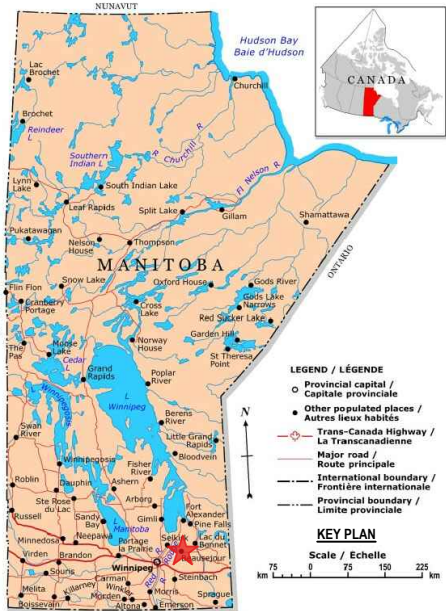 NUNAVUT
Hudson Bay
Baie d'Hudson
CANADA
Lac
Brochet
Churchill
Brochet
Reindeer
L
Southern
Indian L
R
Churchill
R
Lynn
Lake
South Indian Lake
Leaf Rapids
Split Lake
Fl Nelson R
Gillam
Shamattawa
Pukatawagan
Nelson
House
Thompson
MANITOBA
ONTARIO
Flin Flon
Snow Lake
Oxford House
Gods River
Cranberry
Portage
Cross
Lake
Gods Lake
Narrows
Red Sucker Lake
The
Pas
Moose
Lake
Norway
House
Garden Hill
St Theresa
Point
Cedar L
Grand
Rapids
Poplar
River
L
Winnipeg
L
Winnipegosis
Berens
River
Swan
River
Little Grand
Rapids
Bloodvein
Winnipegosis
Fisher
River
Roblin
Dauphin
Ashern
Ste Rose
du Lac
Arborg
Fort
Alexander
Russell
Sandy
Bay
L
Manitoba
Gimli
Pine Falls
Minnedosa
Neepawa
Portage
la Prairie
Selkirk
Lac du
Bonnet
Beausejour
Virden
Brandon
Winnipeg
Red R
Souris
Carman
Steinbach
Melita
Killarney
Winkler
Morris
Boissevain
Morden
Altona
Emerson
Sprague
LEGEND / LÉGENDE
Provincial capital /
Capitale provinciale
Other populated places /
Autres lieux habités
Trans-Canada Highway /
La Transcanadienne
Major road /
Route principale
International boundary /
Frontière internationale
Provincial boundary /
Limite provinciale
N
KEY PLAN
Scale / Echelle
75 0 75 150 225
km km